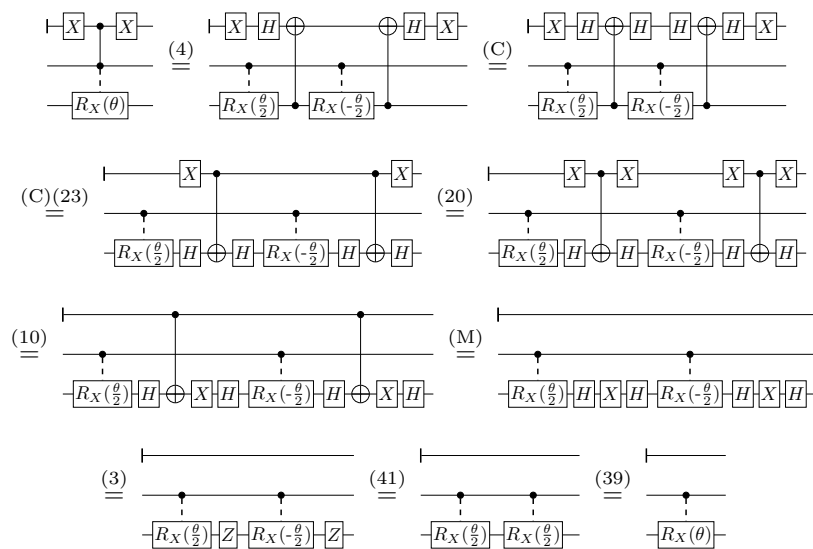 X X (4) X H H X (C) X H H H H X
R_X(θ) = R_X(θ/2) R_X(-θ/2) = R_X(θ/2) R_X(-θ/2)
(C)(23) X X (20) X X X X
= R_X(θ/2) H H R_X(-θ/2) H H = R_X(θ/2) H H R_X(-θ/2) H H
(10) (M)
= R_X(θ/2) H X H R_X(-θ/2) H X H = R_X(θ/2) H X H R_X(-θ/2) H X H
(3) (41) (39)
= R_X(θ/2) Z R_X(-θ/2) Z = R_X(θ/2) R_X(θ/2) = R_X(θ)